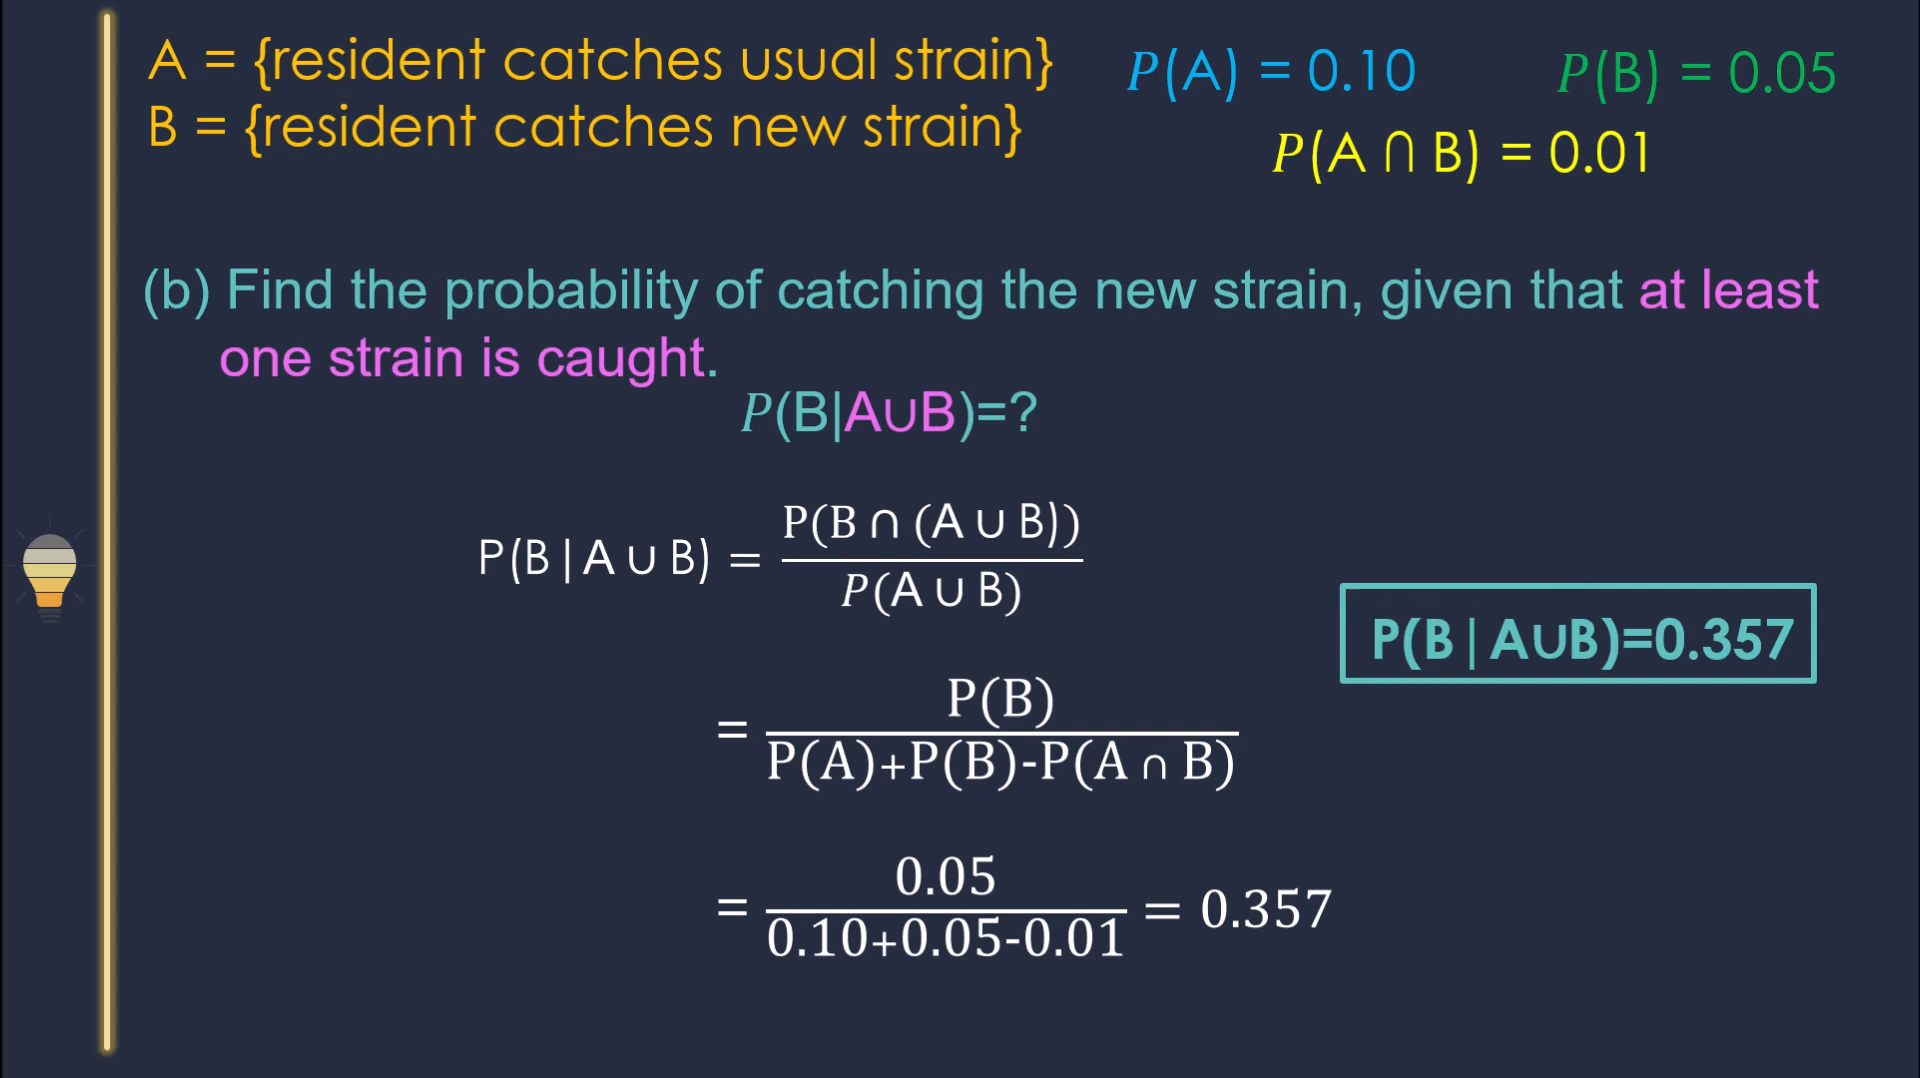 A = {resident catches usual strain}
P(A) = 0.10
P(B) = 0.05
B = {resident catches new strain}
P(A ∩ B) = 0.01
(b) Find the probability of catching the new strain, given that at least
one strain is caught.
P(B|A∪B)=?
P(B|A ∪ B) = P(B ∩ (A ∪ B)) / P(A ∪ B)
P(B|A∪B)=0.357
= P(B) / P(A)+P(B)-P(A ∩ B)
= 0.05 / 0.10+0.05-0.01 = 0.357